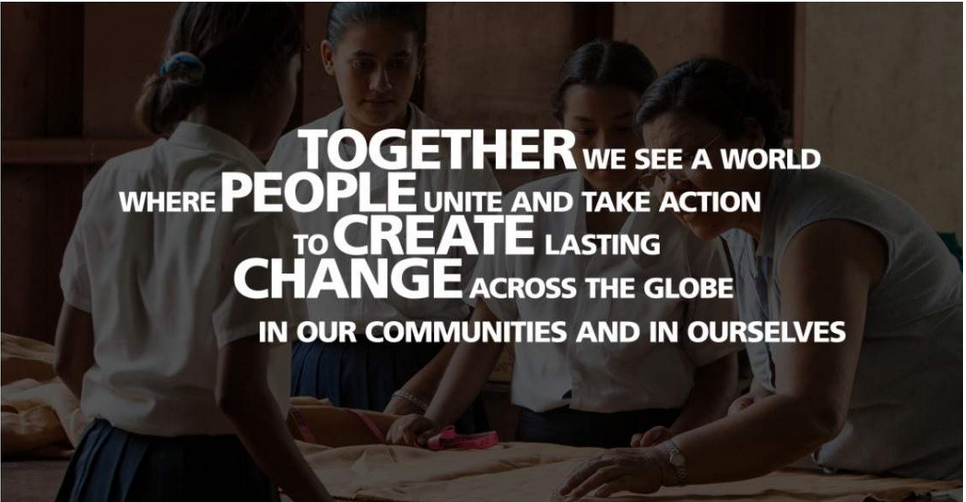 TOGETHER WE SEE A WORLD
WHERE PEOPLE UNITE AND TAKE ACTION
TO CREATE LASTING
CHANGE ACROSS THE GLOBE
IN OUR COMMUNITIES AND IN OURSELVES